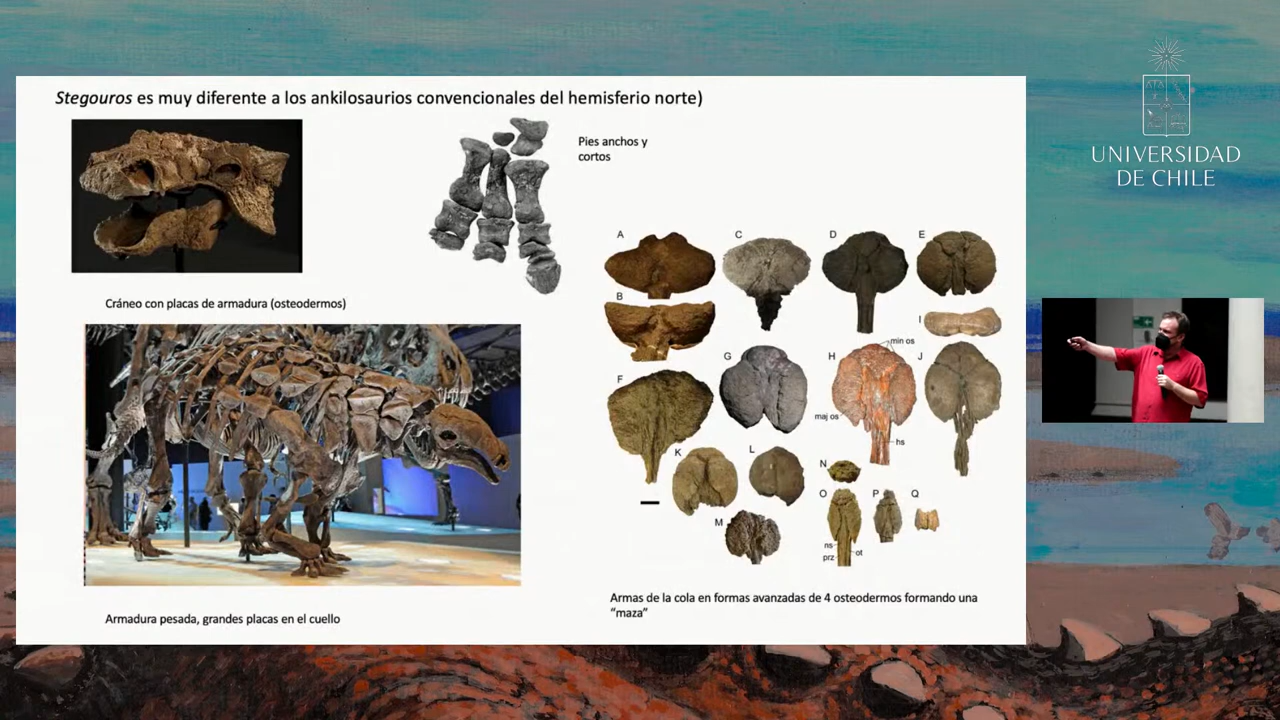 Stegouros es muy diferente a los ankilosaurios convencionales del hemisferio norte)
Pies anchos y
cortos
Cráneo con placas de armadura (osteodermos)
Armadura pesada, grandes placas en el cuello
A
B
C
D
E
F
G
H
I
J
K
L
M
N
O
P
Q
min os
maj os
hs
ns
prz
ot
Armas de la cola en formas avanzadas de 4 osteodermos formando una
“maza”
UNIVERSIDAD
DE CHILE